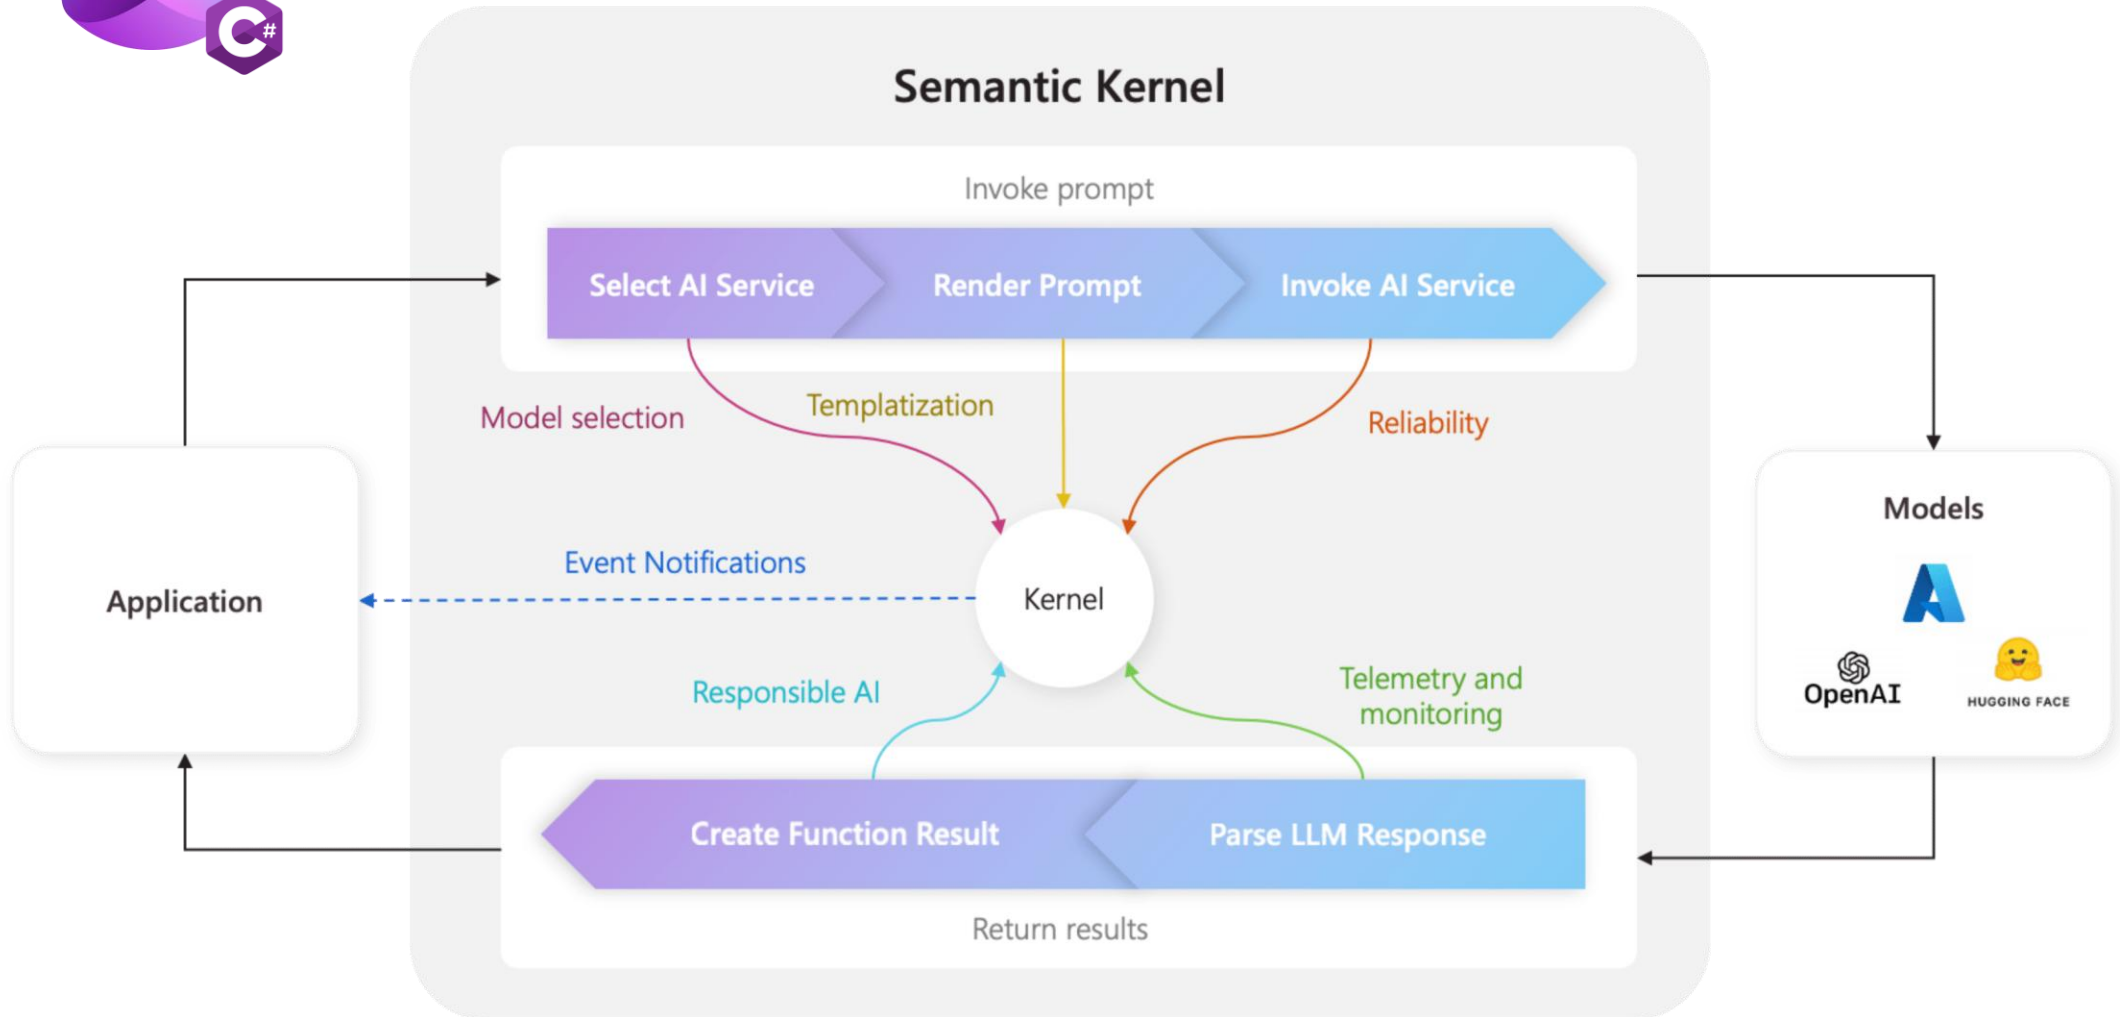 C#
Semantic Kernel
Invoke prompt
Select AI Service
Render Prompt
Invoke AI Service
Model selection
Templatization
Reliability
Application
Event Notifications
Kernel
Models
OpenAI
HUGGING FACE
Responsible AI
Telemetry and
monitoring
Create Function Result
Parse LLM Response
Return results